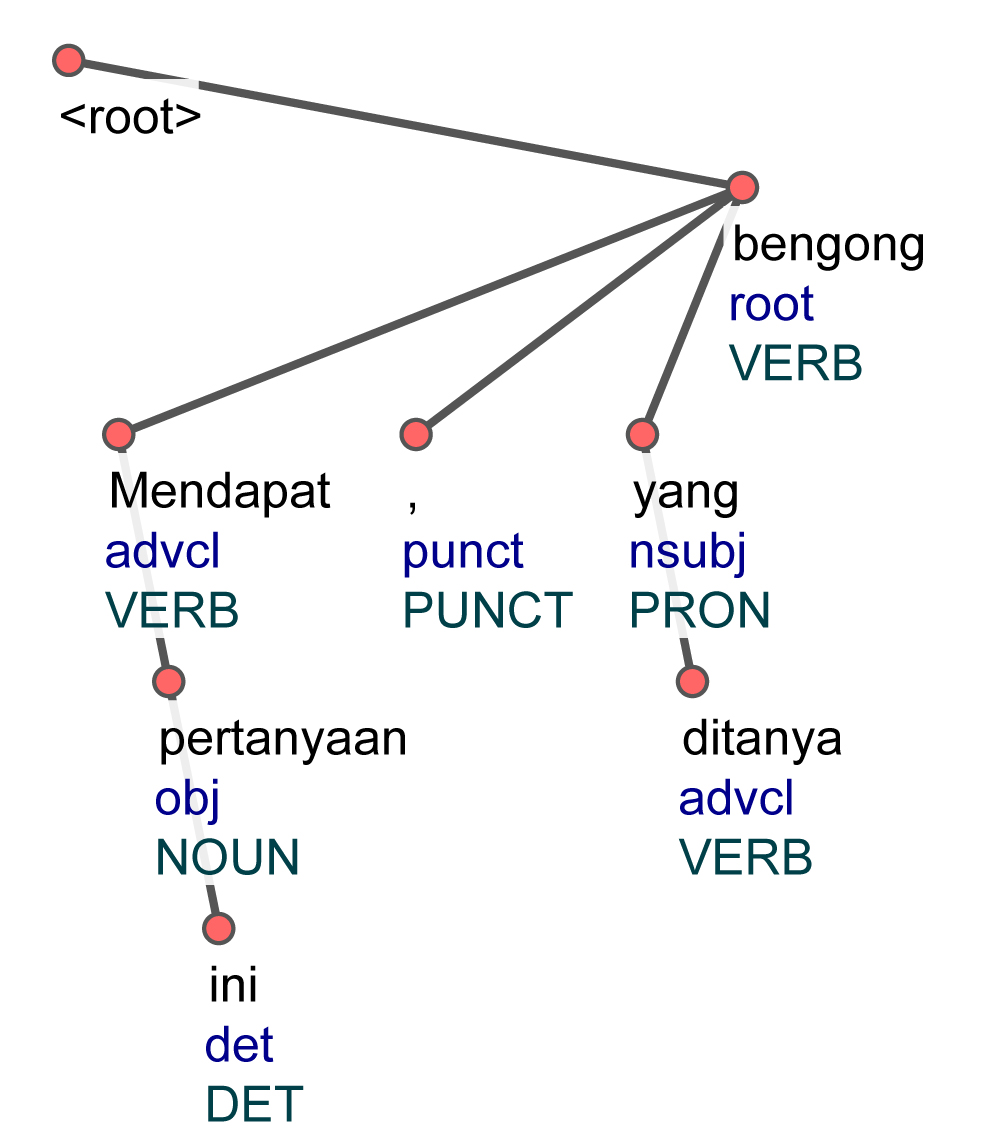 <root>
bengong
root
VERB
Mendapat
advcl
VERB
,
punct
PUNCT
yang
nsubj
PRON
pertanyaan
obj
NOUN
ditanya
advcl
VERB
ini
det
DET